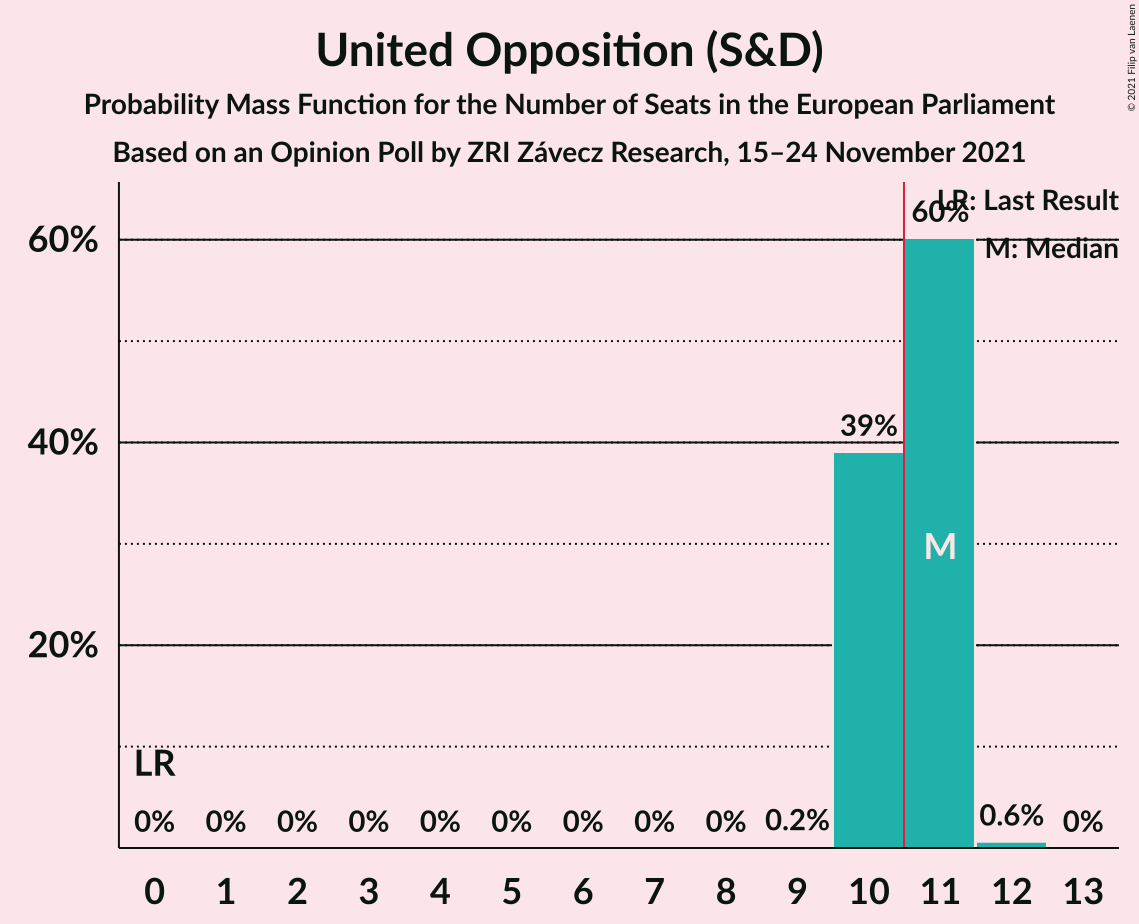 United Opposition (S&D)
Probability Mass Function for the Number of Seats in the European Parliament
Based on an Opinion Poll by ZRI Závecz Research, 15–24 November 2021
© 2021 Filip van Laenen
LR: Last Result
M: Median
60%
40%
20%
60%
39%
M
LR
0% 0% 0% 0% 0% 0% 0% 0% 0% 0.2% 0.6% 0%
0 1 2 3 4 5 6 7 8 9 10 11 12 13